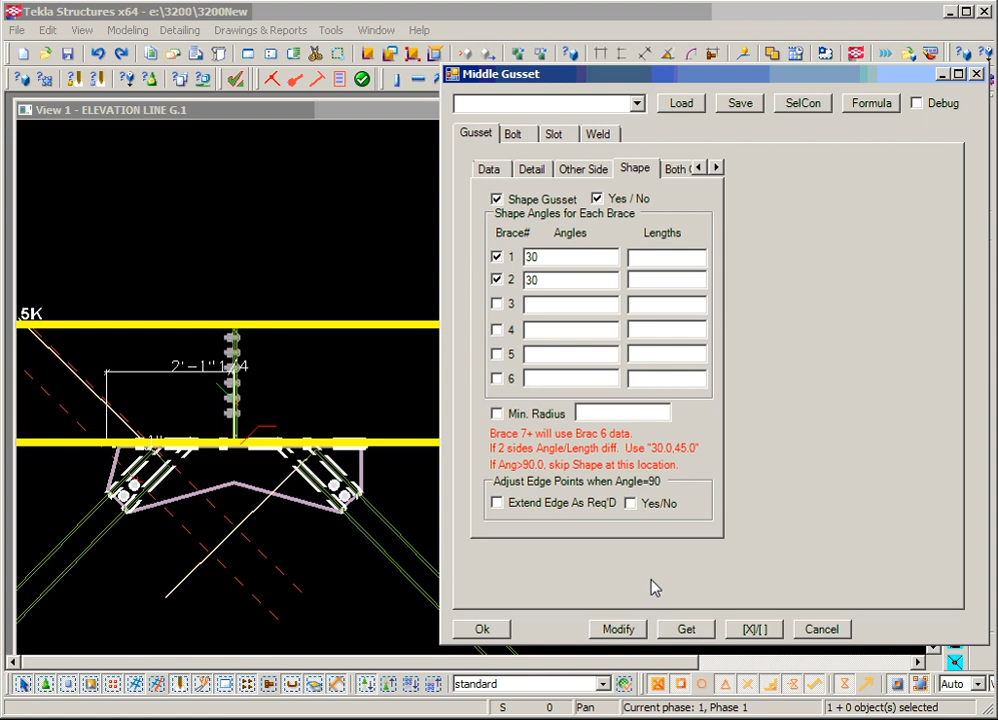 Tekla Structures x64 - e:\3200\3200New
File Edit View Modeling Detailing Drawings & Reports Tools Window Help
View 1 - ELEVATION LINE G.1
Middle Gusset
Load Save SelCon Formula Debug
Gusset Bolt Slot Weld
Data Detail Other Side Shape Both
Shape Gusset Yes / No
Shape Angles for Each Brace
Brace# Angles Lengths
1 30
2 30
3
4
5
6
Min. Radius
Brace 7+ will use Brac 6 data.
If 2 sides Angle/Length diff. Use "30.0,45.0"
If Ang>90.0, skip Shape at this location.
Adjust Edge Points when Angle=90
Extend Edge As Req'D Yes/No
Ok Modify Get [X]/[ ] Cancel
5K
2'-1"1/4
standard
Auto
S 0 Pan Current phase: 1, Phase 1 1 + 0 object(s) selected